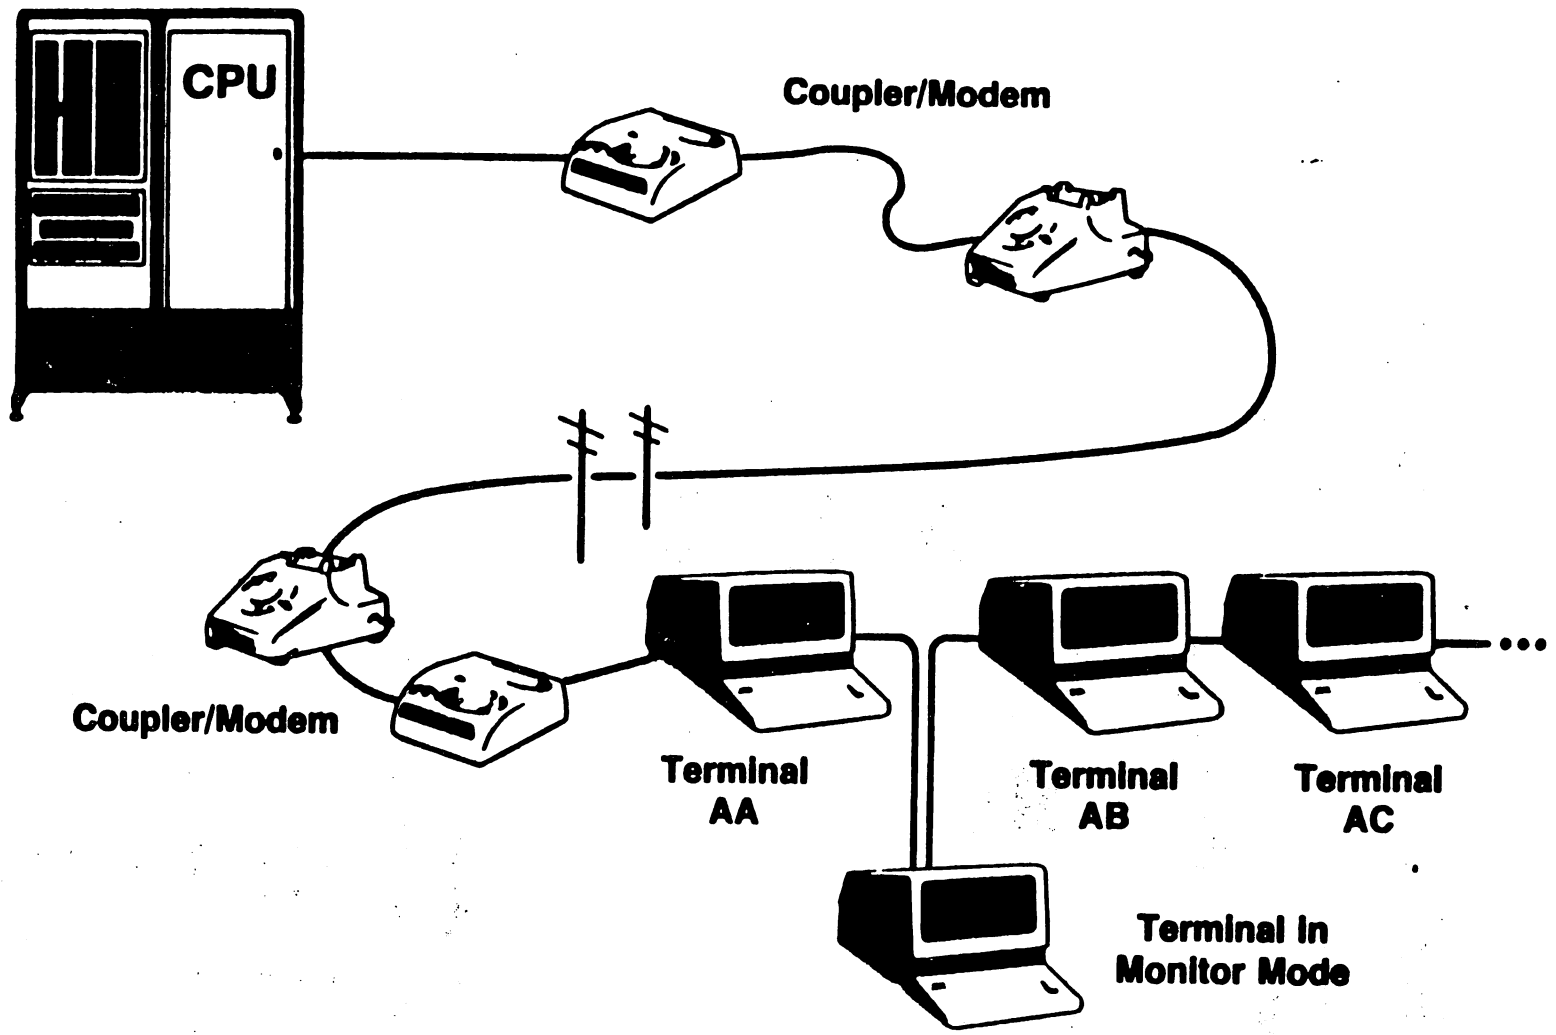 CPU
Coupler/Modem
Coupler/Modem
Terminal
AA
Terminal
AB
Terminal
AC
Terminal in
Monitor Mode